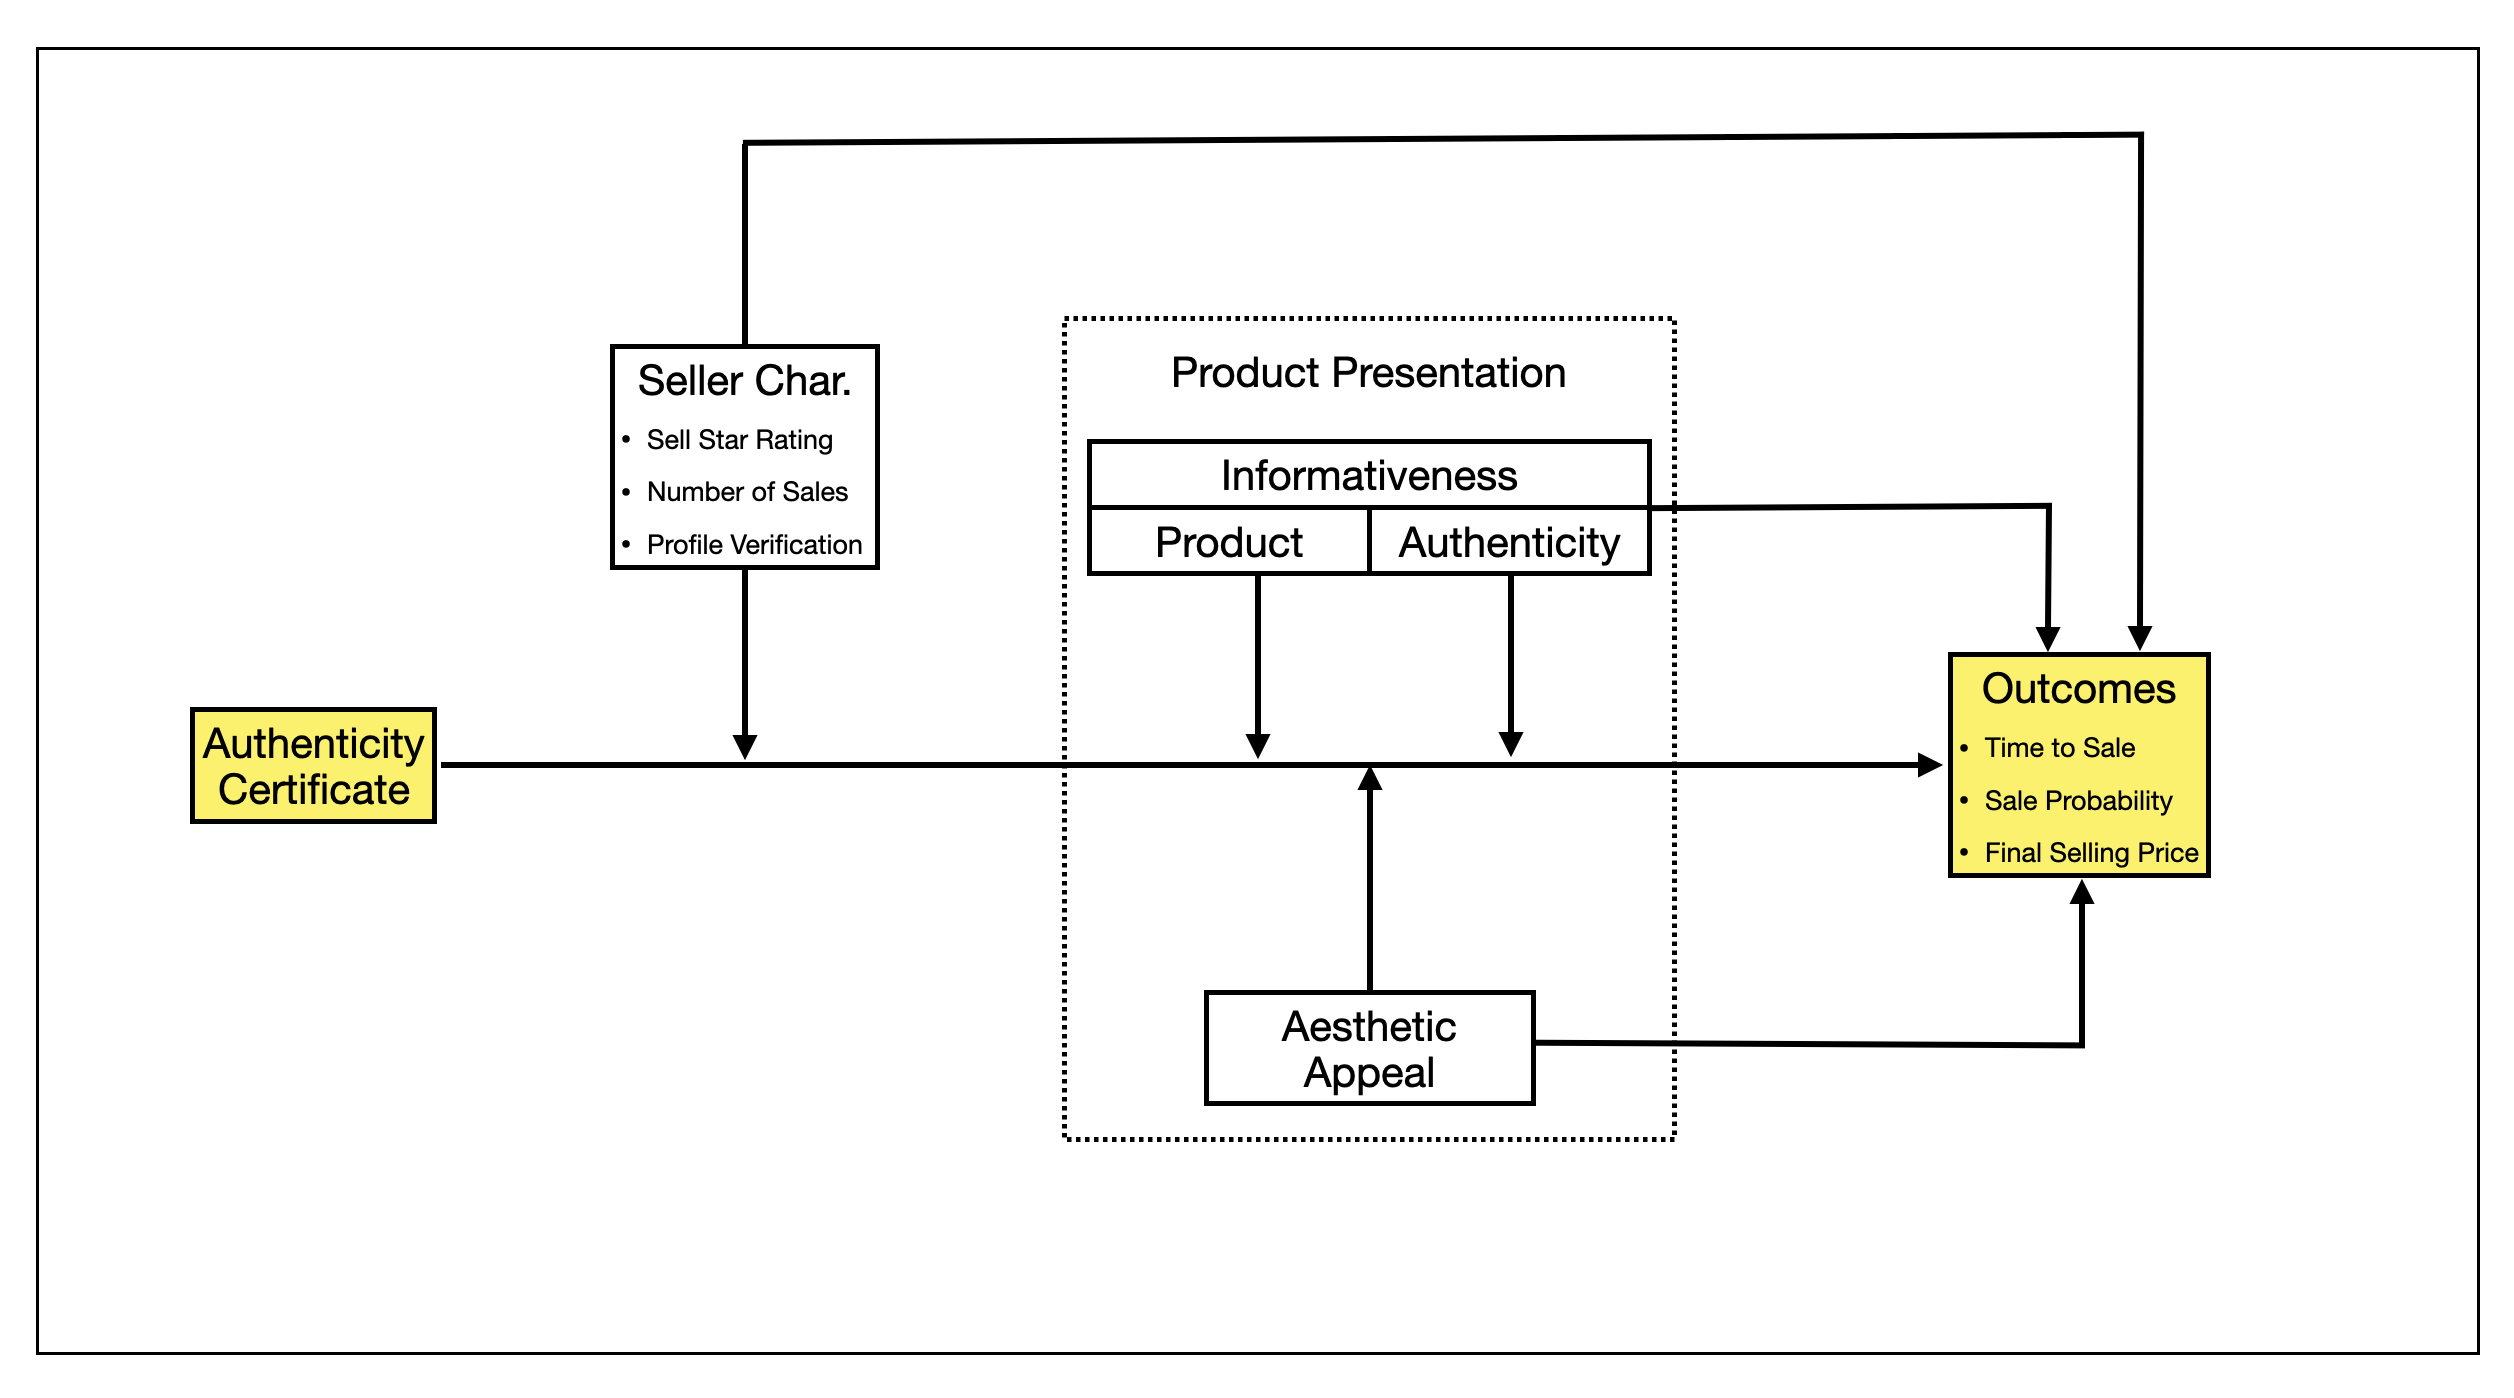 Seller Char.
• Sell Star Rating
• Number of Sales
• Profile Verification
Product Presentation
Informativeness
Product
Authenticity
Authenticity
Certificate
Outcomes
• Time to Sale
• Sale Probability
• Final Selling Price
Aesthetic
Appeal